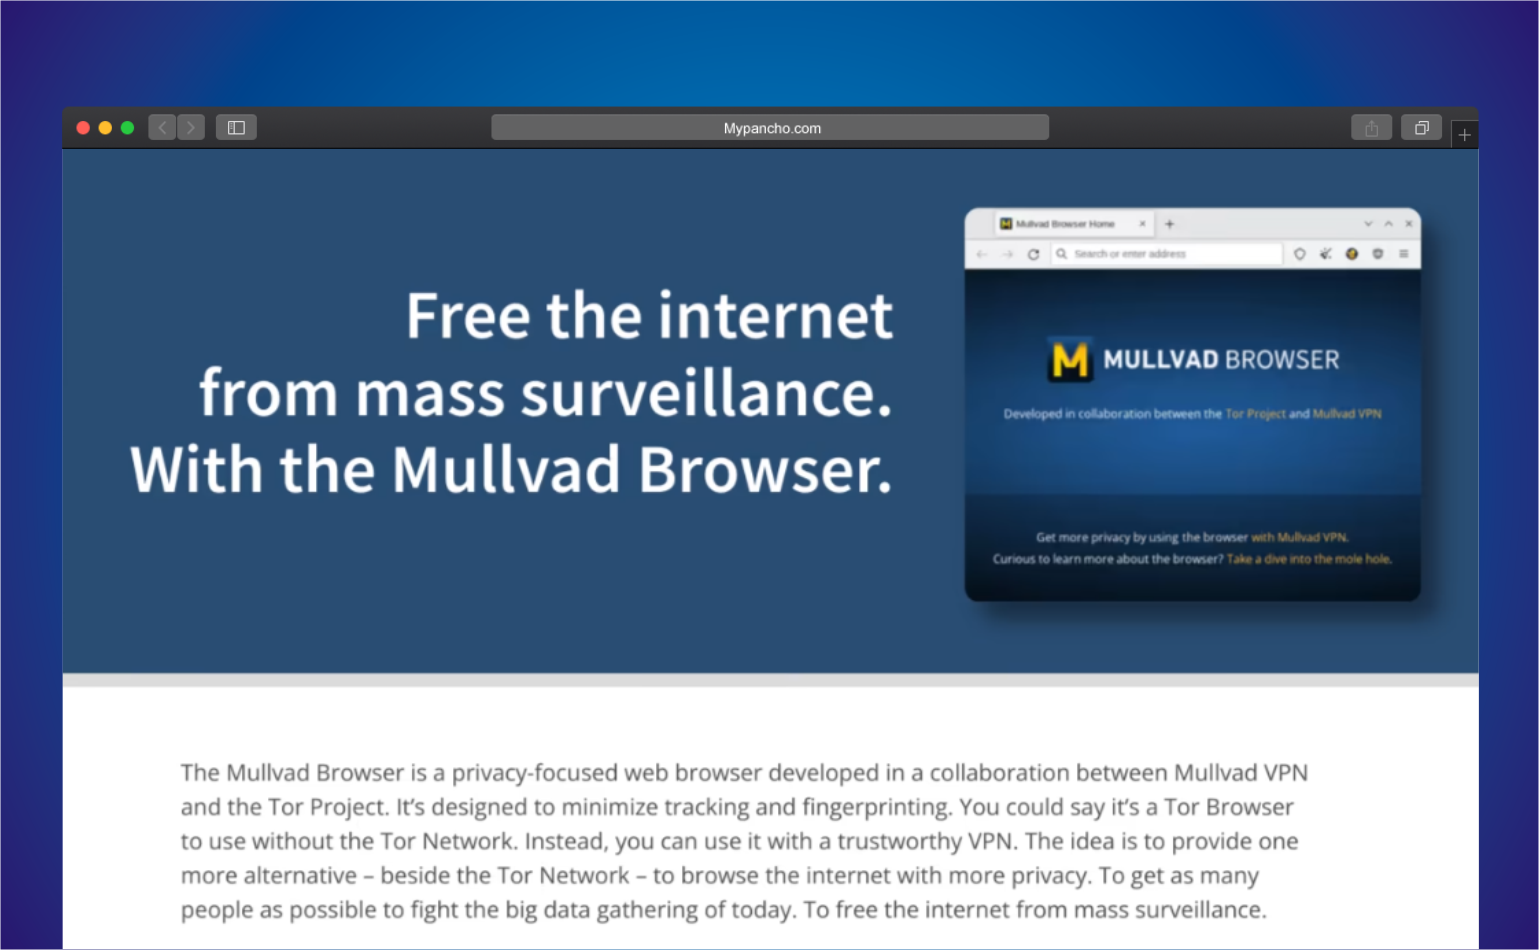 Mypancho.com
Mullvad Browser Home
Search or enter address
Free the internet
from mass surveillance.
With the Mullvad Browser.
M MULLVAD BROWSER
Developed in collaboration between the Tor Project and Mullvad VPN
Get more privacy by using the browser with Mullvad VPN.
Curious to learn more about the browser? Take a dive into the mole hole.
The Mullvad Browser is a privacy-focused web browser developed in a collaboration between Mullvad VPN
and the Tor Project. It’s designed to minimize tracking and fingerprinting. You could say it’s a Tor Browser
to use without the Tor Network. Instead, you can use it with a trustworthy VPN. The idea is to provide one
more alternative – beside the Tor Network – to browse the internet with more privacy. To get as many
people as possible to fight the big data gathering of today. To free the internet from mass surveillance.